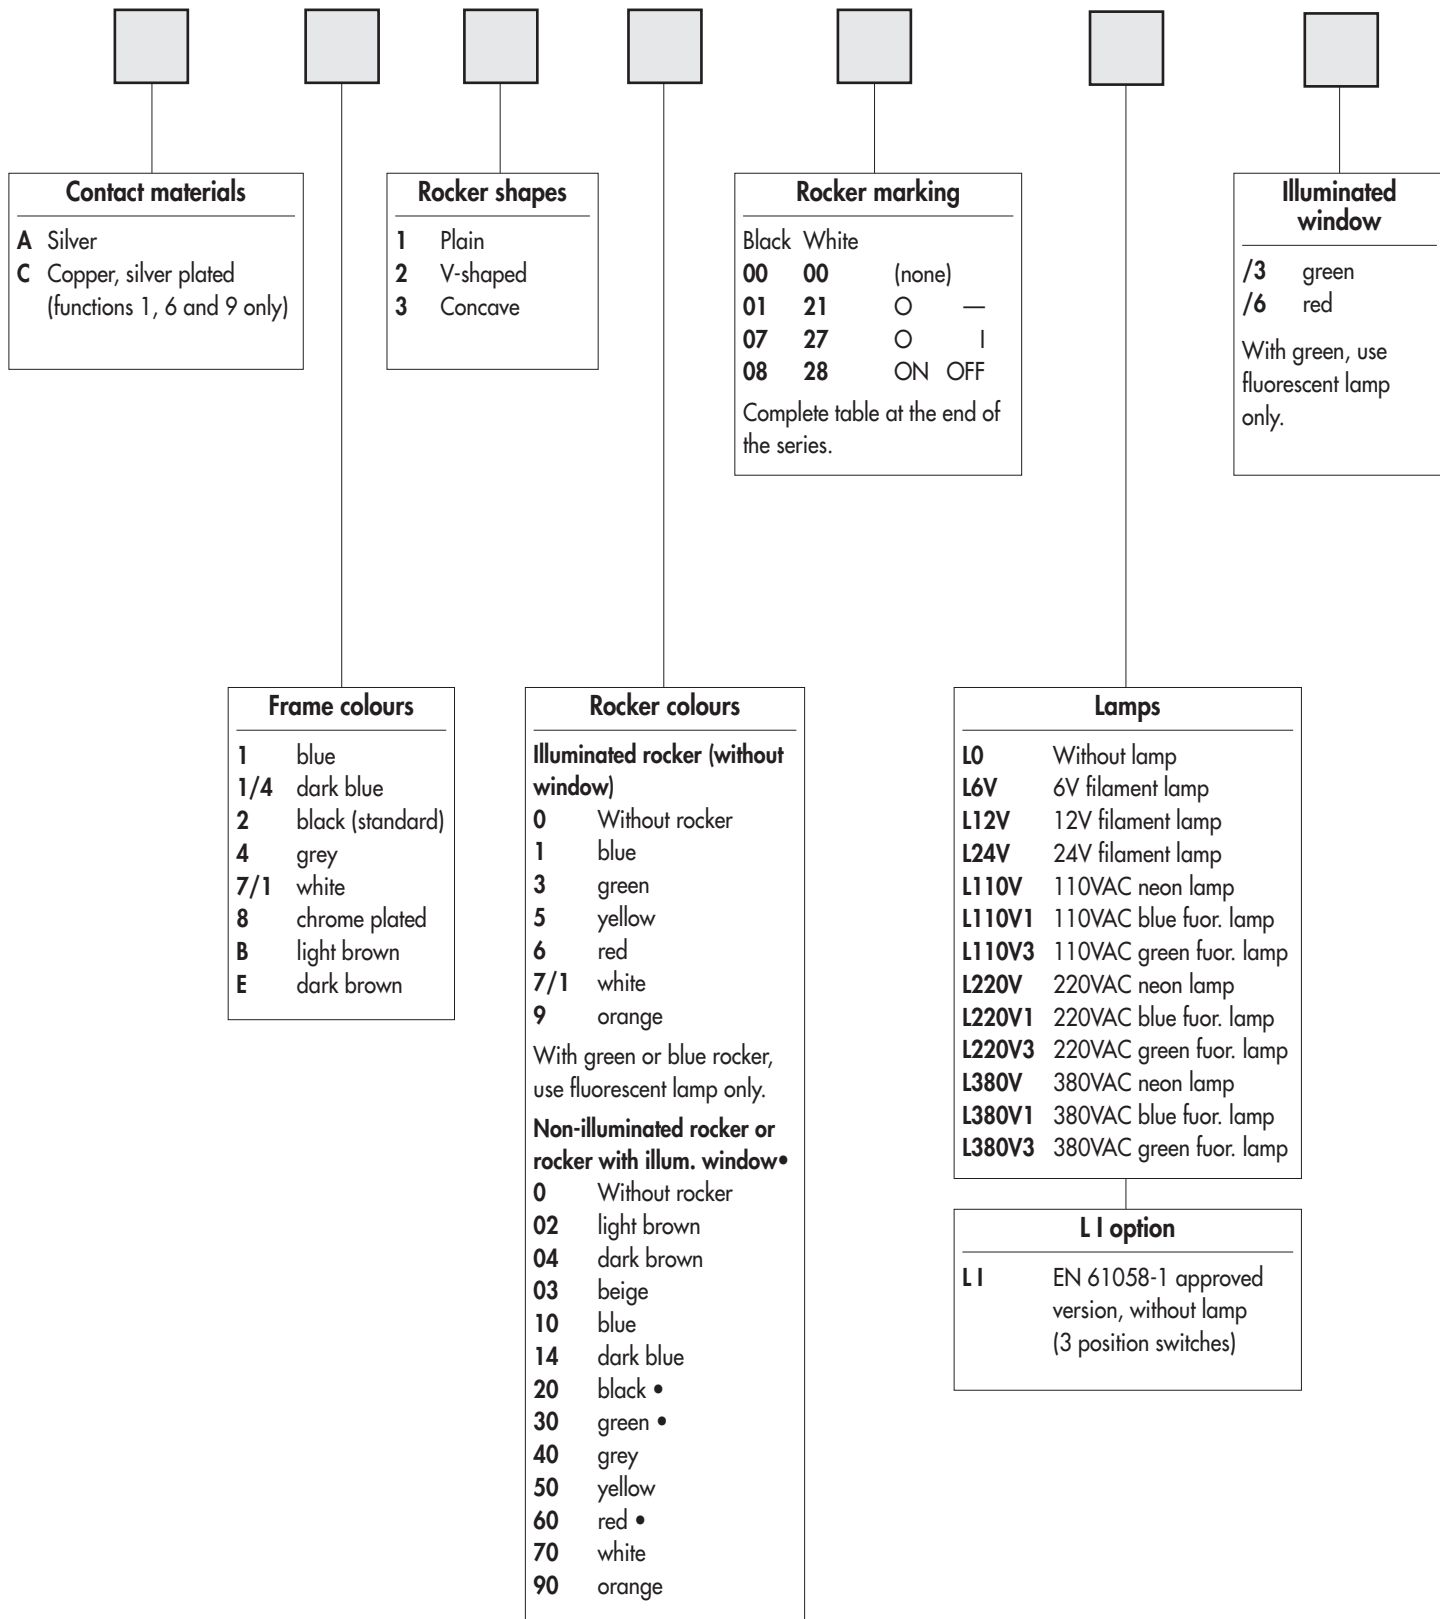 Contact materials
A Silver
C Copper, silver plated
(functions 1, 6 and 9 only)
Rocker shapes
1 Plain
2 V-shaped
3 Concave
Rocker marking
Black White
00 00 (none)
01 21 O —
07 27 O I
08 28 ON OFF
Complete table at the end of
the series.
Illuminated
window
/3 green
/6 red
With green, use
fluorescent lamp
only.
Frame colours
1 blue
1/4 dark blue
2 black (standard)
4 grey
7/1 white
8 chrome plated
B light brown
E dark brown
Rocker colours
Illuminated rocker (without
window)
0 Without rocker
1 blue
3 green
5 yellow
6 red
7/1 white
9 orange
With green or blue rocker,
use fluorescent lamp only.
Non-illuminated rocker or
rocker with illum. window•
0 Without rocker
02 light brown
04 dark brown
03 beige
10 blue
14 dark blue
20 black •
30 green •
40 grey
50 yellow
60 red •
70 white
90 orange
Lamps
L0 Without lamp
L6V 6V filament lamp
L12V 12V filament lamp
L24V 24V filament lamp
L110V 110VAC neon lamp
L110V1 110VAC blue fuor. lamp
L110V3 110VAC green fuor. lamp
L220V 220VAC neon lamp
L220V1 220VAC blue fuor. lamp
L220V3 220VAC green fuor. lamp
L380V 380VAC neon lamp
L380V1 380VAC blue fuor. lamp
L380V3 380VAC green fuor. lamp
L I option
L I EN 61058-1 approved
version, without lamp
(3 position switches)